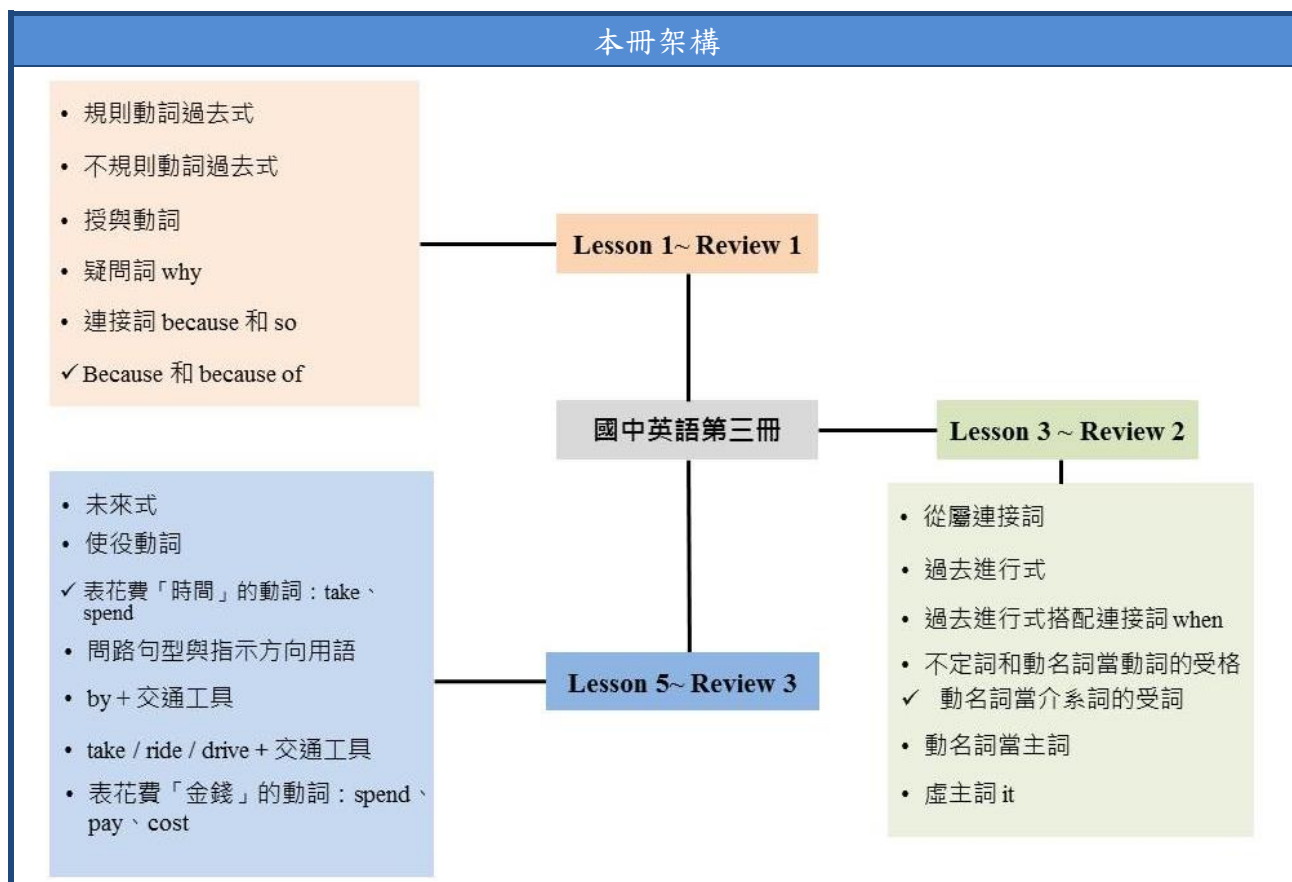 本冊架構
• 規則動詞過去式
• 不規則動詞過去式
• 授與動詞
• 疑問詞 why
• 連接詞 because 和 so
✓ Because 和 because of
Lesson 1~ Review 1
國中英語第三冊
Lesson 3 ~ Review 2
• 從屬連接詞
• 過去進行式
• 過去進行式搭配連接詞 when
• 不定詞和動名詞當動詞的受格
✓ 動名詞當介系詞的受詞
• 動名詞當主詞
• 虛主詞 it
• 未來式
• 使役動詞
✓ 表花費「時間」的動詞：take、
spend
• 問路句型與指示方向用語
• by + 交通工具
• take / ride / drive + 交通工具
• 表花費「金錢」的動詞：spend、
pay、cost
Lesson 5~ Review 3